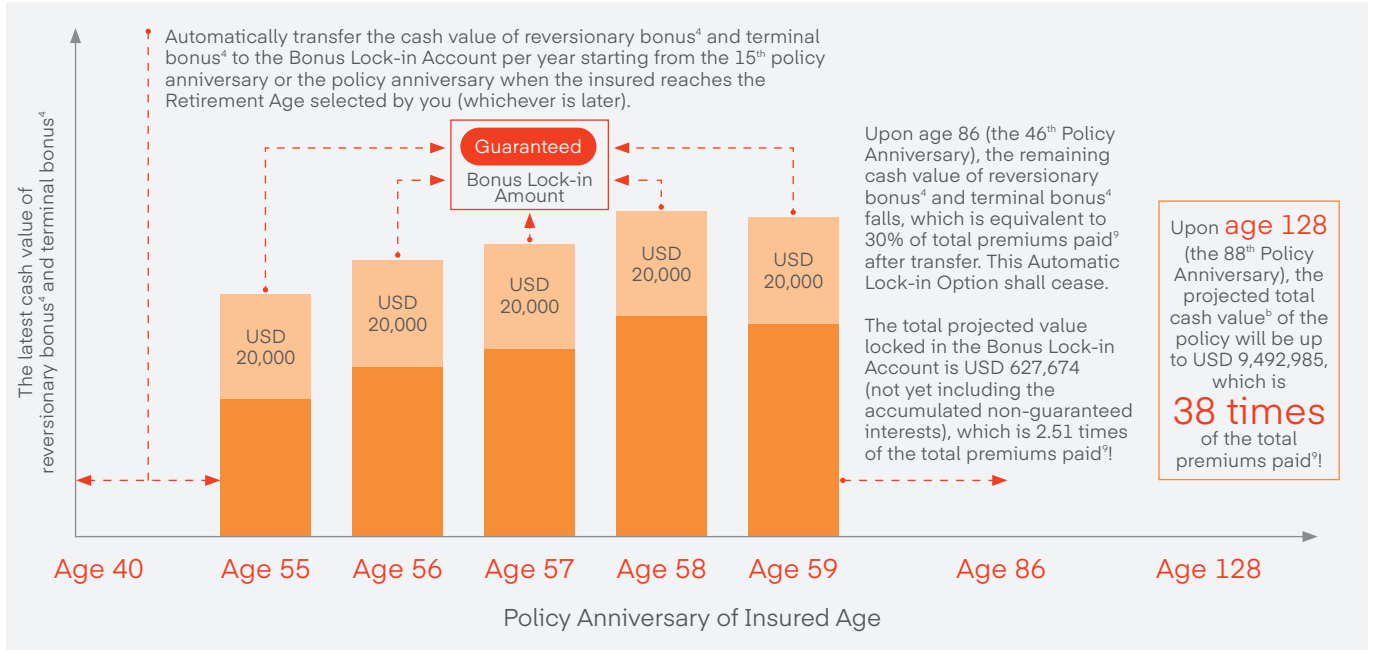 Automatically transfer the cash value of reversionary bonus⁴ and terminal
bonus⁴ to the Bonus Lock-in Account per year starting from the 15ᵗʰ policy
anniversary or the policy anniversary when the insured reaches the
Retirement Age selected by you (whichever is later).
The latest cash value of
reversionary bonus⁴ and terminal bonus⁴
Guaranteed
Bonus Lock-in
Amount
USD
20,000
USD
20,000
USD
20,000
USD
20,000
USD
20,000
Upon age 86 (the 46ᵗʰ Policy
Anniversary), the remaining
cash value of reversionary
bonus⁴ and terminal bonus⁴
falls, which is equivalent to
30% of total premiums paid⁹
after transfer. This Automatic
Lock-in Option shall cease.
The total projected value
locked in the Bonus Lock-in
Account is USD 627,674
(not yet including the
accumulated non-guaranteed
interests), which is 2.51 times
of the total premiums paid⁹!
Upon age 128
(the 88ᵗʰ Policy
Anniversary), the
projected total
cash valueᵇ of the
policy will be up
to USD 9,492,985,
which is
38 times
of the total
premiums paid⁹!
Age 40
Age 55
Age 56
Age 57
Age 58
Age 59
Age 86
Age 128
Policy Anniversary of Insured Age